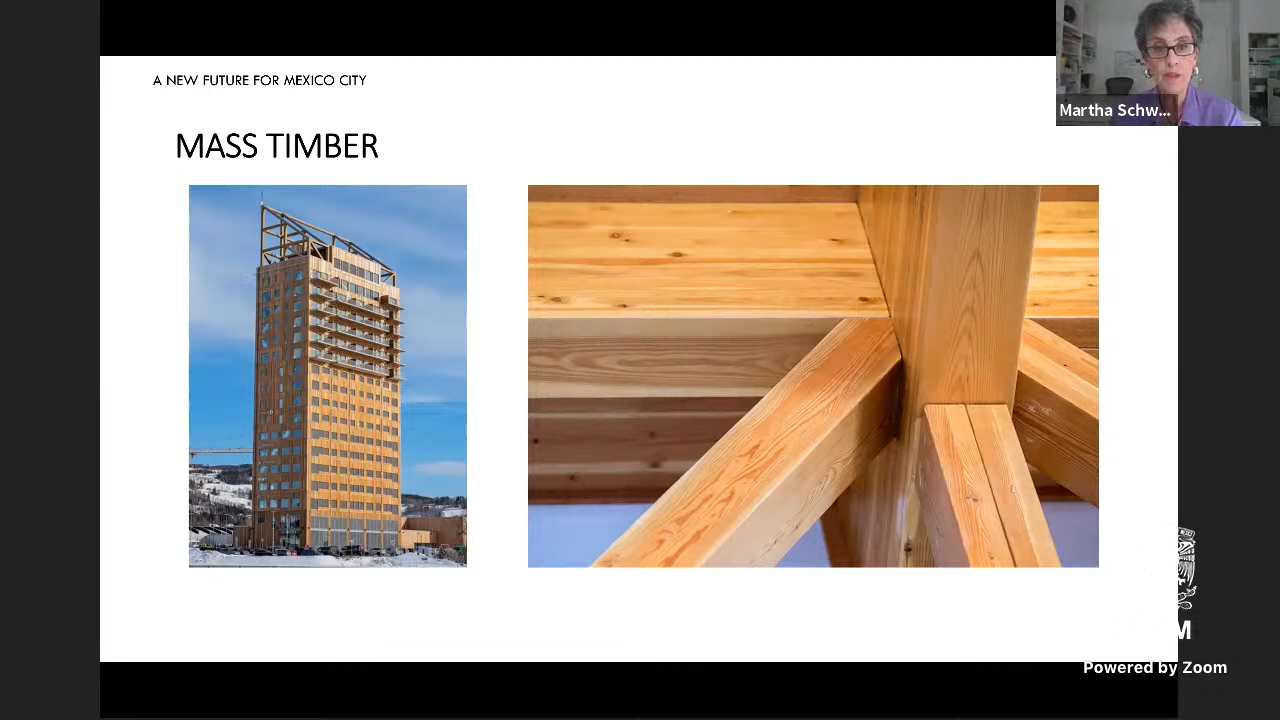 A NEW FUTURE FOR MEXICO CITY
Martha Schw...
MASS TIMBER
M
Powered by Zoom